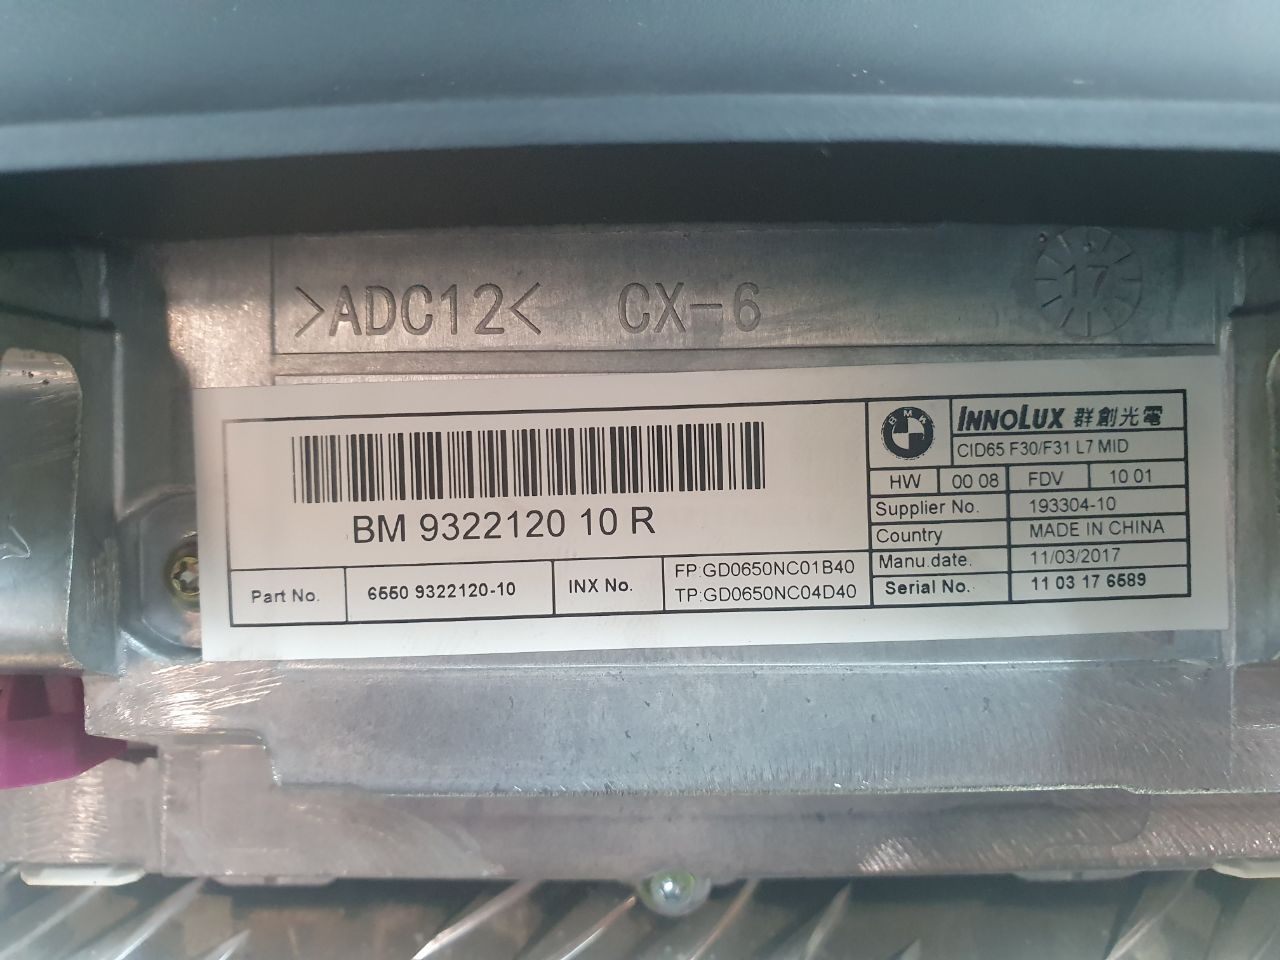 >ADC12< CX-6
17
BM 9322120 10 R
Part No. 6550 9322120-10 INX No. FP:GD0650NC01B40
TP:GD0650NC04D40
BMW
INNOLUX 群創光電
CID65 F30/F31 L7 MID
HW 00 08 FDV 10 01
Supplier No. 193304-10
Country MADE IN CHINA
Manu.date. 11/03/2017
Serial No. 11 03 17 6589